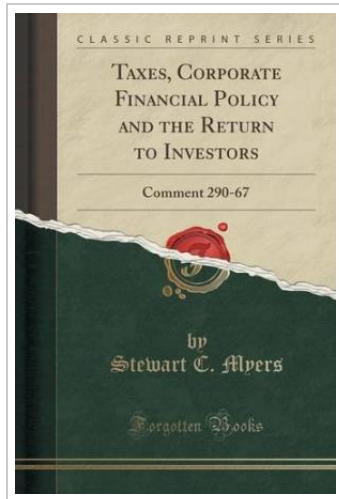 CLASSIC REPRINT SERIES
TAXES, CORPORATE
FINANCIAL POLICY
AND THE RETURN
TO INVESTORS
Comment 290-67
by
Stewart C. Myers
Forgotten Books